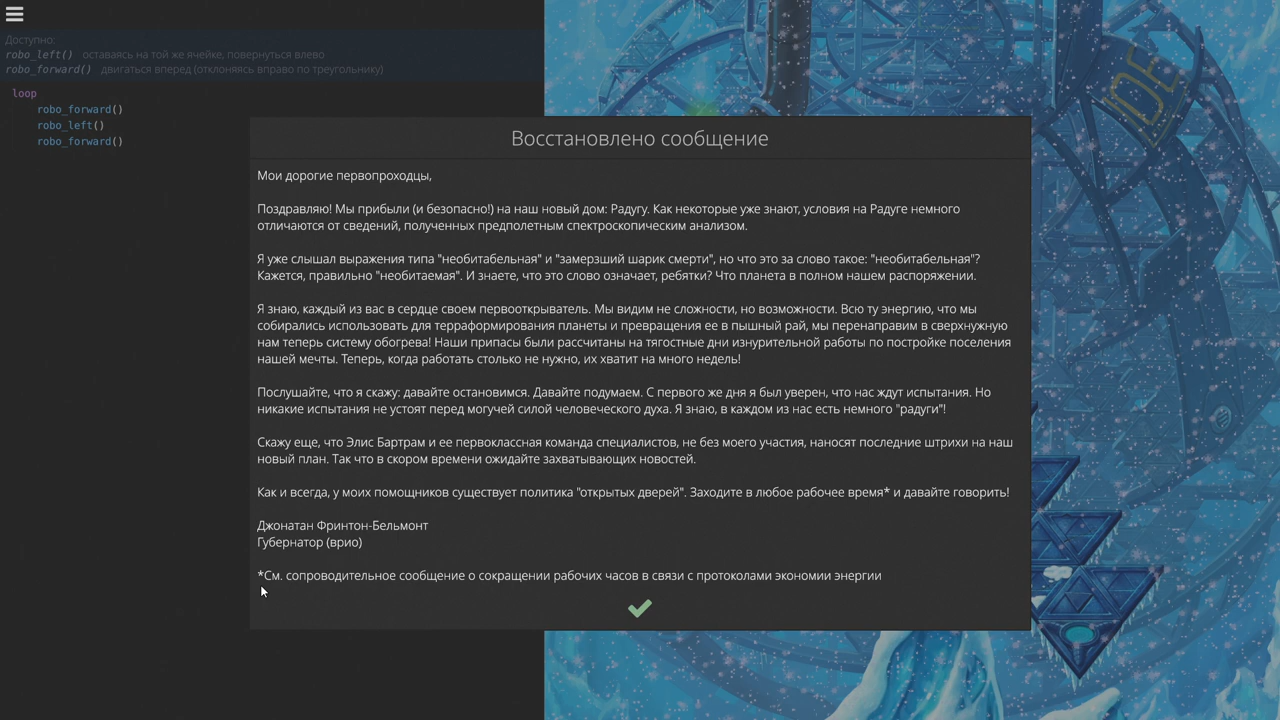 Доступно:
robo_left() оставаясь на той же ячейке, повернуться влево
robo_forward() двигаться вперед (отклоняясь вправо по треугольнику)
loop
robo_forward()
robo_left()
robo_forward()
Восстановлено сообщение
Мои дорогие первопроходцы,
Поздравляю! Мы прибыли (и безопасно!) на наш новый дом: Радугу. Как некоторые уже знают, условия на Радуге немного
отличаются от сведений, полученных предполетным спектроскопическим анализом.
Я уже слышал выражения типа "необитабельная" и "замерзший шарик смерти", но что это за слово такое: "необитабельная"?
Кажется, правильно "необитаемая". И знаете, что это слово означает, ребятки? Что планета в полном нашем распоряжении.
Я знаю, каждый из вас в сердце своем первооткрыватель. Мы видим не сложности, но возможности. Всю ту энергию, что мы
собирались использовать для терраформирования планеты и превращения ее в пышный рай, мы перенаправим в сверхнужную
нам теперь систему обогрева! Наши припасы были рассчитаны на тягостные дни изнурительной работы по постройке поселения
нашей мечты. Теперь, когда работать столько не нужно, их хватит на много недель!
Послушайте, что я скажу: давайте остановимся. Давайте подумаем. С первого же дня я был уверен, что нас ждут испытания. Но
никакие испытания не устоят перед могучей силой человеческого духа. Я знаю, в каждом из нас есть немного "радуги"!
Скажу еще, что Элис Бартрам и ее первоклассная команда специалистов, не без моего участия, наносят последние штрихи на наш
новый план. Так что в скором времени ожидайте захватывающих новостей.
Как и всегда, у моих помощников существует политика "открытых дверей". Заходите в любое рабочее время* и давайте говорить!
Джонатан Фринтон-Бельмонт
Губернатор (врио)
*См. сопроводительное сообщение о сокращении рабочих часов в связи с протоколами экономии энергии